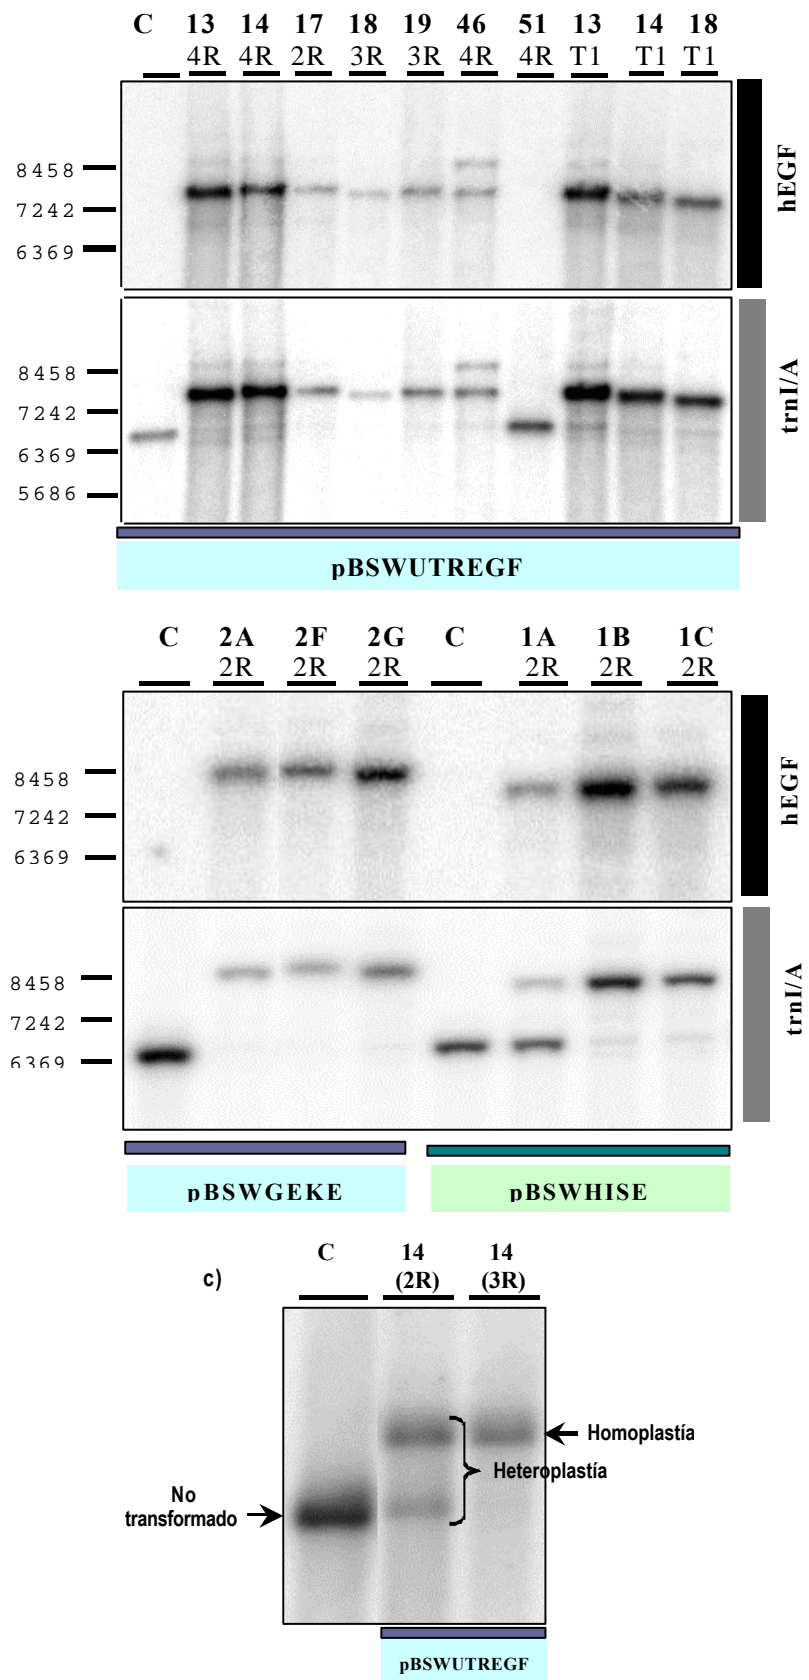 C 13 14 17 18 19 46 51 13 14 18
4R 4R 2R 3R 3R 4R 4R T1 T1 T1
8458
7242
6369
hEGF
8458
7242
6369
5686
trnI/A
pBSWUTREGF
C 2A 2F 2G C 1A 1B 1C
2R 2R 2R 2R 2R 2R
8458
7242
6369
hEGF
8458
7242
6369
trnI/A
pBSWGEKE pBSWHISE
c)
C 14 14
(2R) (3R)
Homoplastía
Heteroplastía
No
transformado
pBSWUTREGF